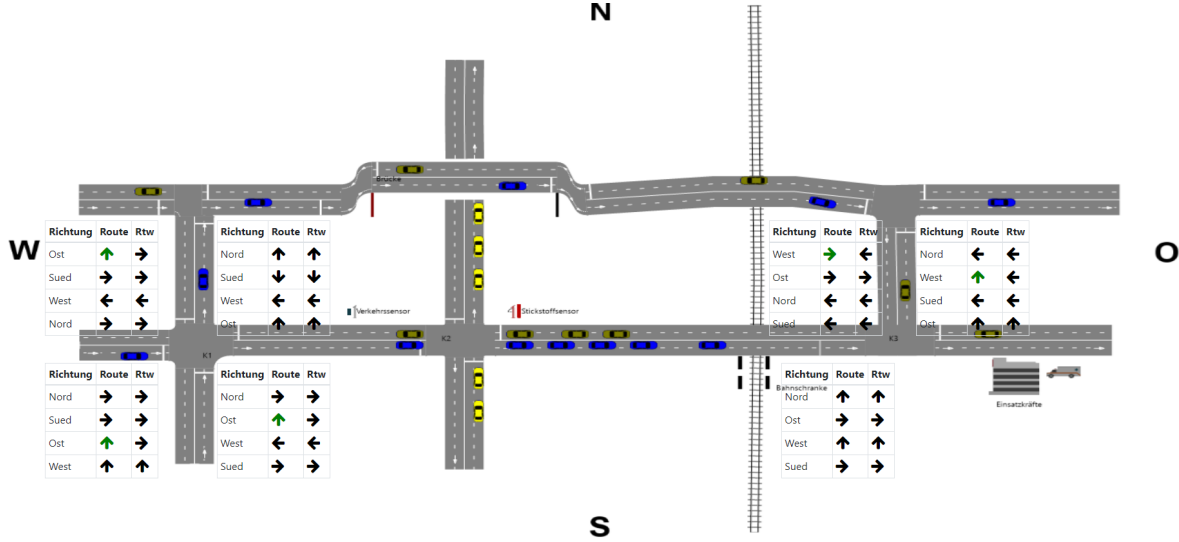 N
Brücke
W
O
Richtung Route Rtw
Ost
Sued
West
Nord
Richtung Route Rtw
Nord
Sued
West
Ost
Richtung Route Rtw
West
Ost
Nord
Sued
Richtung Route Rtw
Nord
West
Sued
Ost
Verkehrssensor
Stickstoffsensor
K1
K2
K3
Richtung Route Rtw
Nord
Sued
Ost
West
Richtung Route Rtw
Nord
Ost
West
Sued
Bahnschranke
Richtung Route Rtw
Nord
Ost
West
Sued
Einsatzkräfte
S